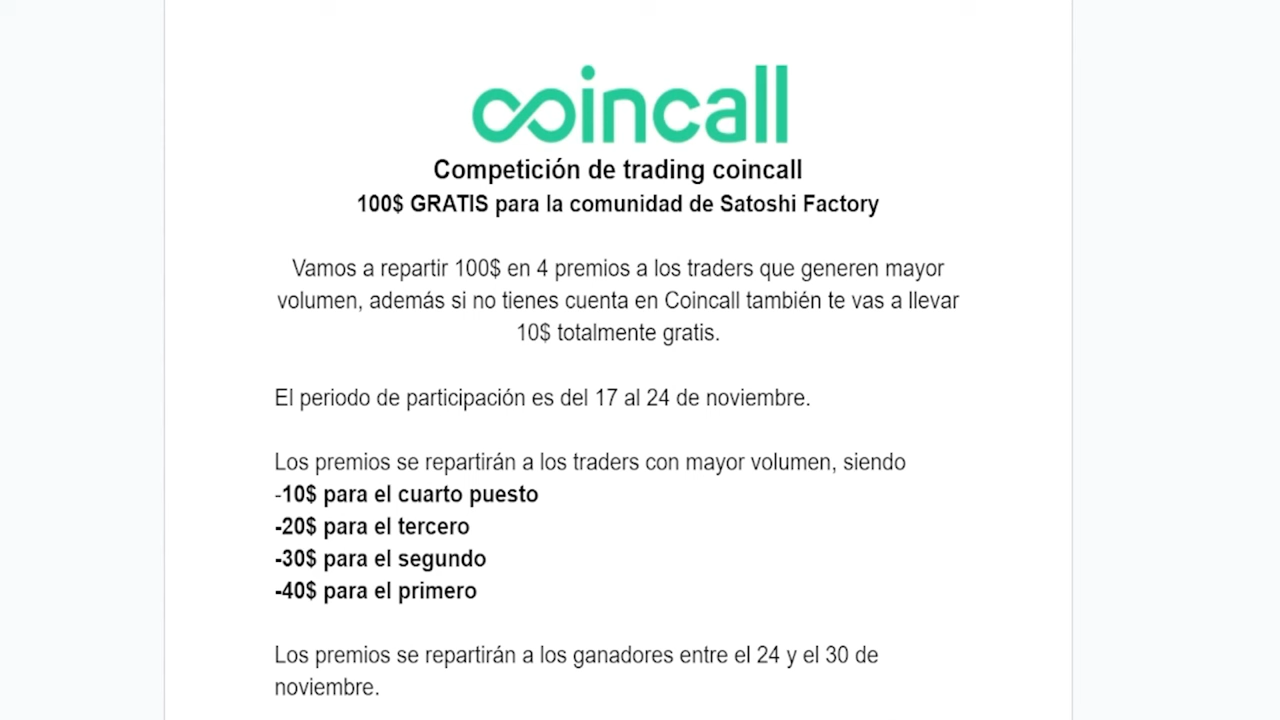 coincall
Competición de trading coincall
100$ GRATIS para la comunidad de Satoshi Factory
Vamos a repartir 100$ en 4 premios a los traders que generen mayor
volumen, además si no tienes cuenta en Coincall también te vas a llevar
10$ totalmente gratis.
El periodo de participación es del 17 al 24 de noviembre.
Los premios se repartirán a los traders con mayor volumen, siendo
-10$ para el cuarto puesto
-20$ para el tercero
-30$ para el segundo
-40$ para el primero
Los premios se repartirán a los ganadores entre el 24 y el 30 de
noviembre.